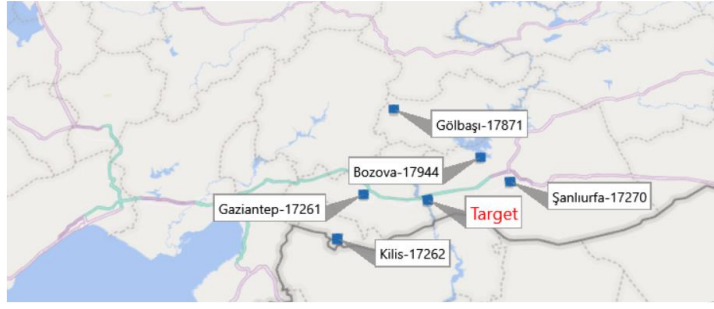 Gölbaşı-17871
Bozova-17944
Şanlıurfa-17270
Gaziantep-17261
Target
Kilis-17262